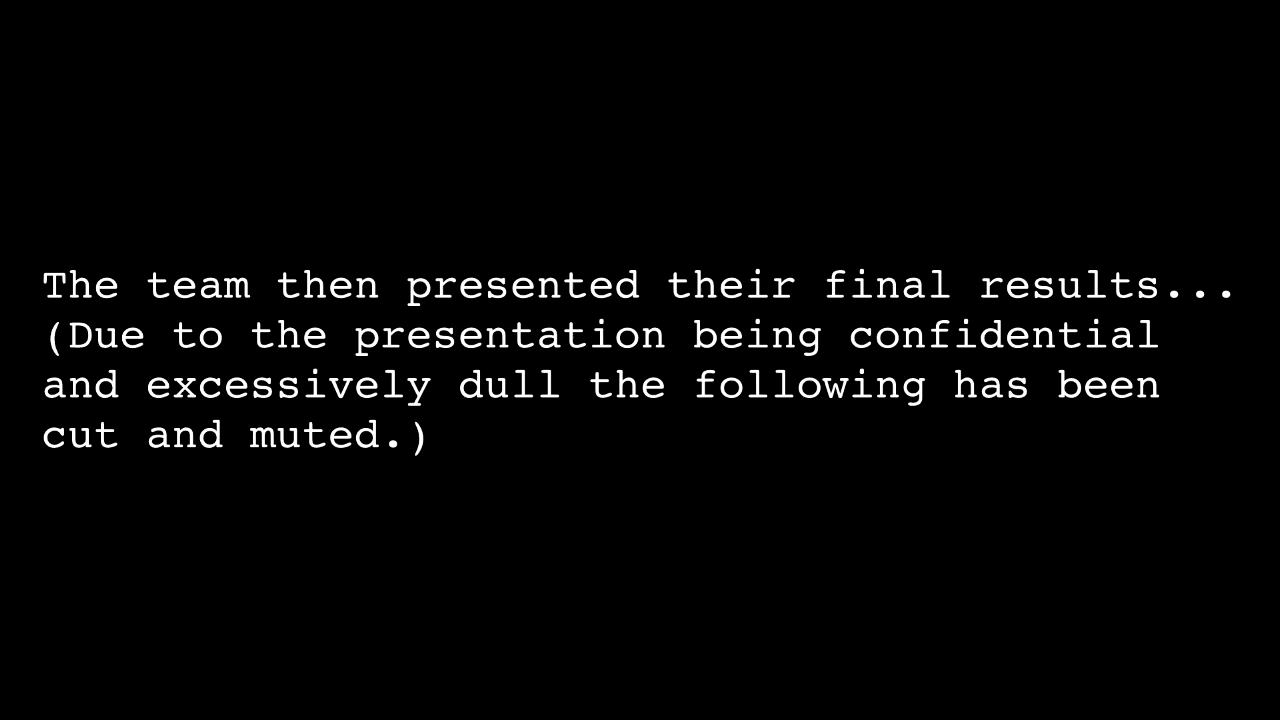 The team then presented their final results...
(Due to the presentation being confidential
and excessively dull the following has been
cut and muted.)